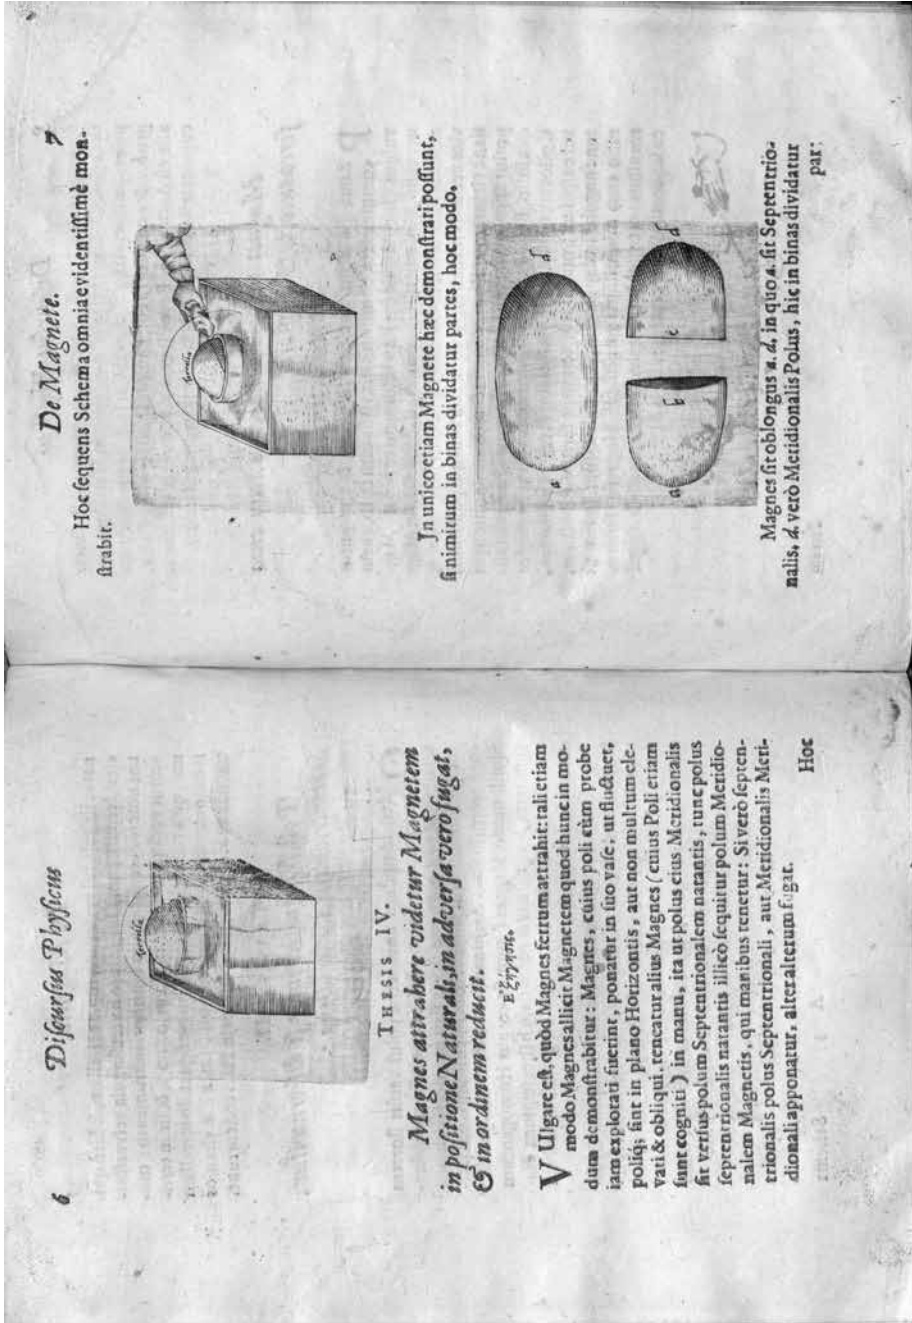 6
Diſcurſus Phyſicus
terrella
THESIS IV.
Magnes attrahere videtur Magnetem
in poſitione Naturali, in adverſa vero fugat,
& in ordinem reducit.
Ἐξήγησις.
VUlgare eſt, quòd Magnes ferrum attrahit: tali etiam
modo Magnes allicit Magnetem quod hunc in mo-
dum demonſtrabitur: Magnes, cuius poli cùm probe
iam explorati fuerint, ponatur in ſuo vaſe, ut fluctuet,
poliq́; ſint in plano Horizontis, aut non multum ele-
vati & obliqui, teneatur alius Magnes (cuius Poli etiam
ſunt cogniti) in manu, ita ut polus eius Meridionalis
ſit verſus polum Septentrionalem natantis, tunc polus
ſeptentrionalis natantis illicò ſequitur polum Meridio-
nalem Magnetis, qui manibus tenetur: Si verò ſepten-
trionalis polus Septentrionali, aut Meridionalis Meri-
dionali apponatur, alter alterum fugat.
Hoc
De Magnete.
7
Hoc ſequens Schema omnia evidentiſſimè mon-
ſtrabit.
terrella
Jn unico etiam Magnete hæc demonſtrari poſſunt,
ſi nimirum in binas dividatur partes, hoc modo.
a
d
a
b
c
d
Magnes ſit oblongus a. d. in quo a. ſit Septentrio-
nalis, d. verò Meridionalis Polus, hic in binas dividatur
par-